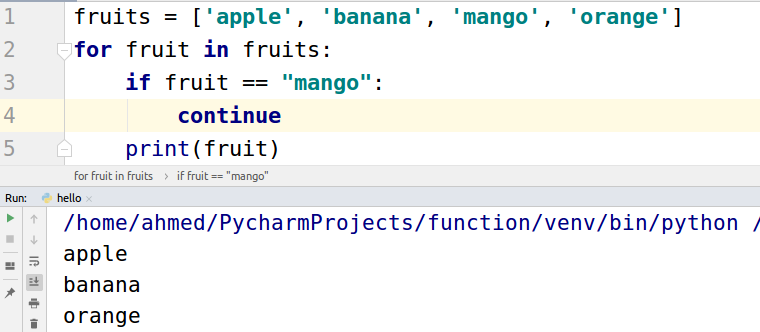 1 fruits = ['apple', 'banana', 'mango', 'orange']
2 for fruit in fruits:
3     if fruit == "mango":
4         continue
5     print(fruit)
for fruit in fruits › if fruit == "mango"
Run: hello ×
/home/ahmed/PycharmProjects/function/venv/bin/python /
apple
banana
orange